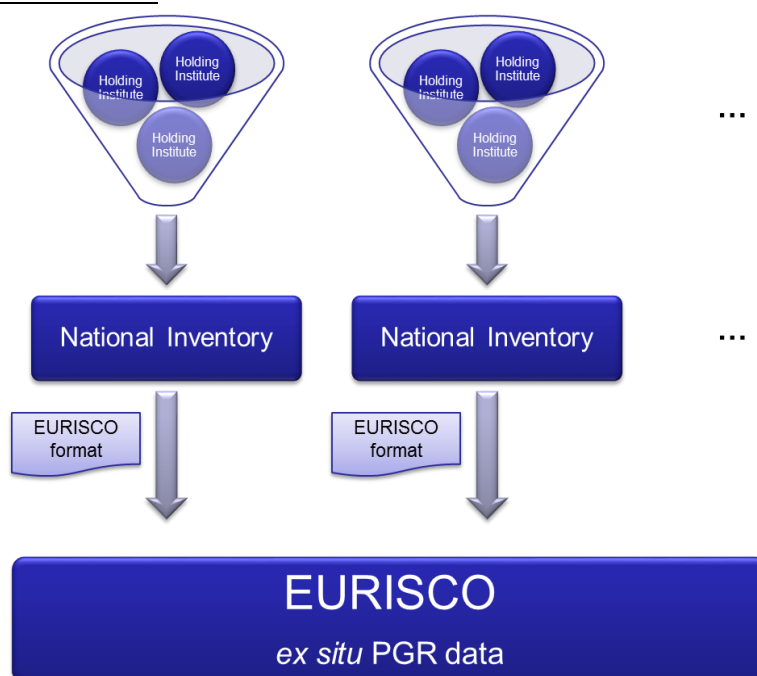 Holding
Institute
Holding
Institute
Holding
Institute
Holding
Institute
Holding
Institute
Holding
Institute
...
National Inventory
National Inventory
...
EURISCO
format
EURISCO
format
EURISCO
ex situ PGR data